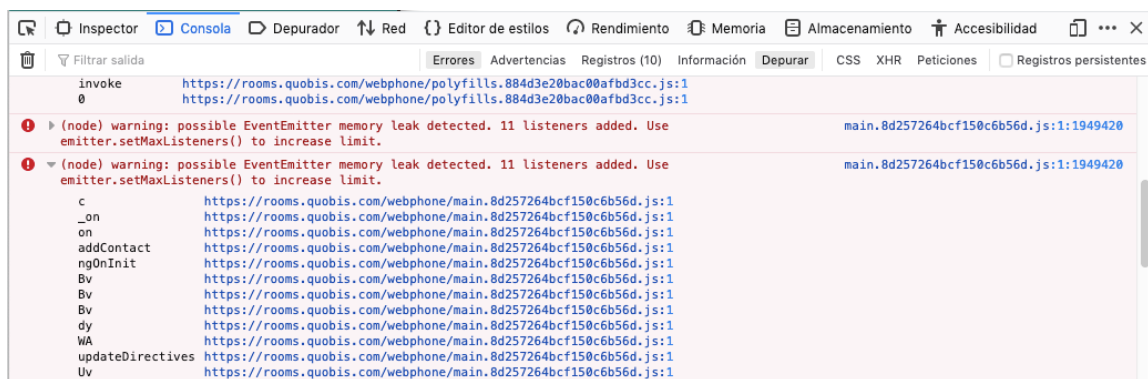 Inspector Consola Depurador Red Editor de estilos Rendimiento Memoria Almacenamiento Accesibilidad
Filtrar salida Errores Advertencias Registros (10) Información Depurar CSS XHR Peticiones Registros persistentes
invoke https://rooms.quobis.com/webphone/polyfills.884d3e20bac00afbd3cc.js:1
0 https://rooms.quobis.com/webphone/polyfills.884d3e20bac00afbd3cc.js:1
(node) warning: possible EventEmitter memory leak detected. 11 listeners added. Use main.8d257264bcf150c6b56d.js:1:1949420
emitter.setMaxListeners() to increase limit.
(node) warning: possible EventEmitter memory leak detected. 11 listeners added. Use main.8d257264bcf150c6b56d.js:1:1949420
emitter.setMaxListeners() to increase limit.
c https://rooms.quobis.com/webphone/main.8d257264bcf150c6b56d.js:1
_on https://rooms.quobis.com/webphone/main.8d257264bcf150c6b56d.js:1
on https://rooms.quobis.com/webphone/main.8d257264bcf150c6b56d.js:1
addContact https://rooms.quobis.com/webphone/main.8d257264bcf150c6b56d.js:1
ngOnInit https://rooms.quobis.com/webphone/main.8d257264bcf150c6b56d.js:1
Bv https://rooms.quobis.com/webphone/main.8d257264bcf150c6b56d.js:1
Bv https://rooms.quobis.com/webphone/main.8d257264bcf150c6b56d.js:1
Bv https://rooms.quobis.com/webphone/main.8d257264bcf150c6b56d.js:1
dy https://rooms.quobis.com/webphone/main.8d257264bcf150c6b56d.js:1
WA https://rooms.quobis.com/webphone/main.8d257264bcf150c6b56d.js:1
updateDirectives https://rooms.quobis.com/webphone/main.8d257264bcf150c6b56d.js:1
Uv https://rooms.quobis.com/webphone/main.8d257264bcf150c6b56d.js:1